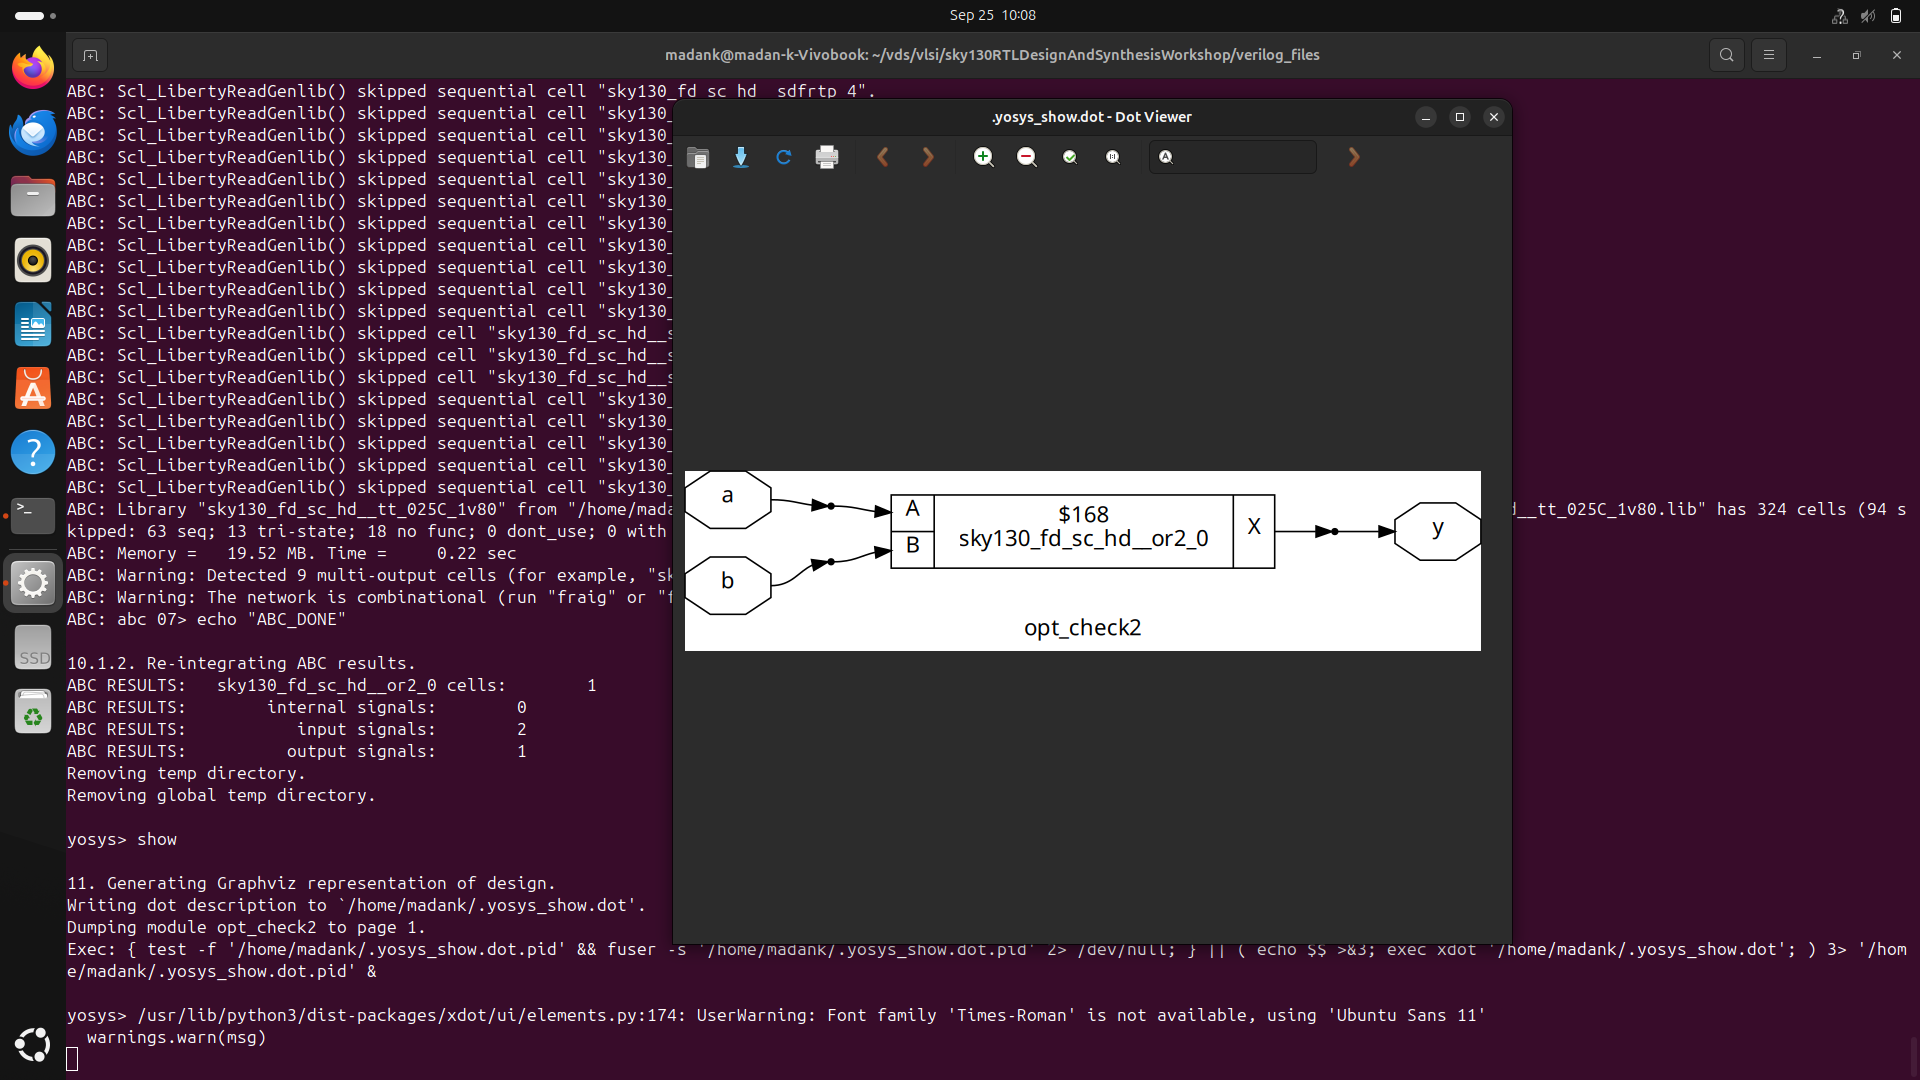 Sep 25 10:08
madank@madan-k-Vivobook: ~/vds/vlsi/sky130RTLDesignAndSynthesisWorkshop/verilog_files
ABC: Scl_LibertyReadGenlib() skipped sequential cell "sky130_fd_sc_hd__sdfrtp_4".
ABC: Scl_LibertyReadGenlib() skipped sequential cell "sky130_
ABC: Scl_LibertyReadGenlib() skipped sequential cell "sky130_
ABC: Scl_LibertyReadGenlib() skipped sequential cell "sky130_
ABC: Scl_LibertyReadGenlib() skipped sequential cell "sky130_
ABC: Scl_LibertyReadGenlib() skipped sequential cell "sky130_
ABC: Scl_LibertyReadGenlib() skipped sequential cell "sky130_
ABC: Scl_LibertyReadGenlib() skipped sequential cell "sky130_
ABC: Scl_LibertyReadGenlib() skipped sequential cell "sky130_
ABC: Scl_LibertyReadGenlib() skipped sequential cell "sky130_
ABC: Scl_LibertyReadGenlib() skipped sequential cell "sky130_
ABC: Scl_LibertyReadGenlib() skipped cell "sky130_fd_sc_hd__s
ABC: Scl_LibertyReadGenlib() skipped cell "sky130_fd_sc_hd__s
ABC: Scl_LibertyReadGenlib() skipped cell "sky130_fd_sc_hd__s
ABC: Scl_LibertyReadGenlib() skipped sequential cell "sky130_
ABC: Scl_LibertyReadGenlib() skipped sequential cell "sky130_
ABC: Scl_LibertyReadGenlib() skipped sequential cell "sky130_
ABC: Scl_LibertyReadGenlib() skipped sequential cell "sky130_
ABC: Scl_LibertyReadGenlib() skipped sequential cell "sky130_
ABC: Library "sky130_fd_sc_hd__tt_025C_1v80" from "/home/mada d__tt_025C_1v80.lib" has 324 cells (94 s
kipped: 63 seq; 13 tri-state; 18 no func; 0 dont_use; 0 with
ABC: Memory =   19.52 MB. Time =     0.22 sec
ABC: Warning: Detected 9 multi-output cells (for example, "sk
ABC: Warning: The network is combinational (run "fraig" or "f
ABC: abc 07> echo "ABC_DONE"
10.1.2. Re-integrating ABC results.
ABC RESULTS:   sky130_fd_sc_hd__or2_0 cells:        1
ABC RESULTS:        internal signals:        0
ABC RESULTS:           input signals:        2
ABC RESULTS:          output signals:        1
Removing temp directory.
Removing global temp directory.
yosys> show
11. Generating Graphviz representation of design.
Writing dot description to `/home/madank/.yosys_show.dot'.
Dumping module opt_check2 to page 1.
Exec: { test -f '/home/madank/.yosys_show.dot.pid' && fuser -s '/home/madank/.yosys_show.dot.pid' 2> /dev/null; } || ( echo $$ >&3; exec xdot '/home/madank/.yosys_show.dot'; ) 3> '/hom
e/madank/.yosys_show.dot.pid' &
yosys> /usr/lib/python3/dist-packages/xdot/ui/elements.py:174: UserWarning: Font family 'Times-Roman' is not available, using 'Ubuntu Sans 11'
warnings.warn(msg)
.yosys_show.dot - Dot Viewer
a
b
A
B
$168
sky130_fd_sc_hd__or2_0
X
y
opt_check2
SSD